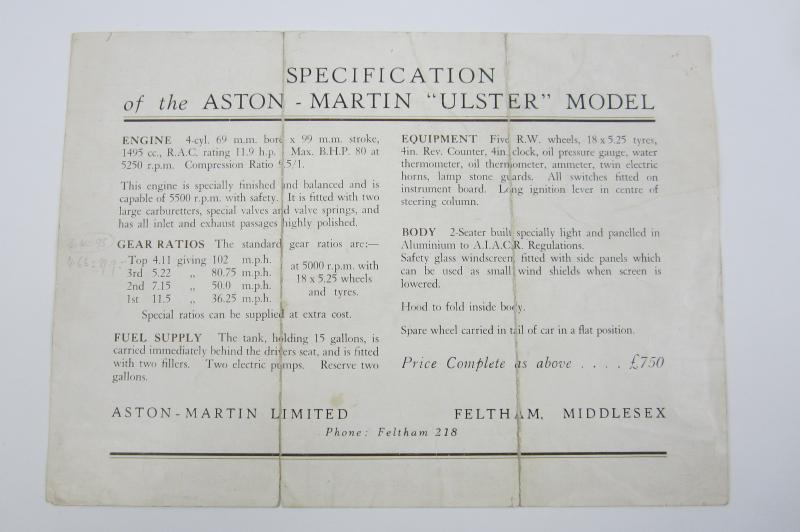 SPECIFICATION
of the ASTON - MARTIN "ULSTER" MODEL
ENGINE 4-cyl. 69 m.m. bore x 99 m.m. stroke,
1495 cc., R.A.C. rating 11.9 h.p. Max. B.H.P. 80 at
5250 r.p.m. Compression Ratio 9.5/1.
This engine is specially finished and balanced and is
capable of 5500 r.p.m. with safety. It is fitted with two
large carburetters, special valves and valve springs, and
has all inlet and exhaust passages highly polished.
GEAR RATIOS The standard gear ratios are:—
Top 4.11 giving 102 m.p.h.
3rd 5.22 „ 80.75 m.p.h.
2nd 7.15 „ 50.0 m.p.h.
1st 11.5 „ 36.25 m.p.h.
at 5000 r.p.m. with
18 x 5.25 wheels
and tyres.
Special ratios can be supplied at extra cost.
FUEL SUPPLY The tank, holding 15 gallons, is
carried immediately behind the drivers seat, and is fitted
with two fillers. Two electric pumps. Reserve two
gallons.
EQUIPMENT Five R.W. wheels, 18 x 5.25 tyres,
4in. Rev. Counter, 4in. clock, oil pressure gauge, water
thermometer, oil thermometer, ammeter, twin electric
horns, lamp stone guards. All switches fitted on
instrument board. Long ignition lever in centre of
steering column.
BODY 2-Seater built specially light and panelled in
Aluminium to A.I.A.C.R. Regulations.
Safety glass windscreen, fitted with side panels which
can be used as small wind shields when screen is
lowered.
Hood to fold inside body.
Spare wheel carried in tail of car in a flat position.
Price Complete as above . . . . £750
ASTON-MARTIN LIMITED FELTHAM, MIDDLESEX
Phone: Feltham 218